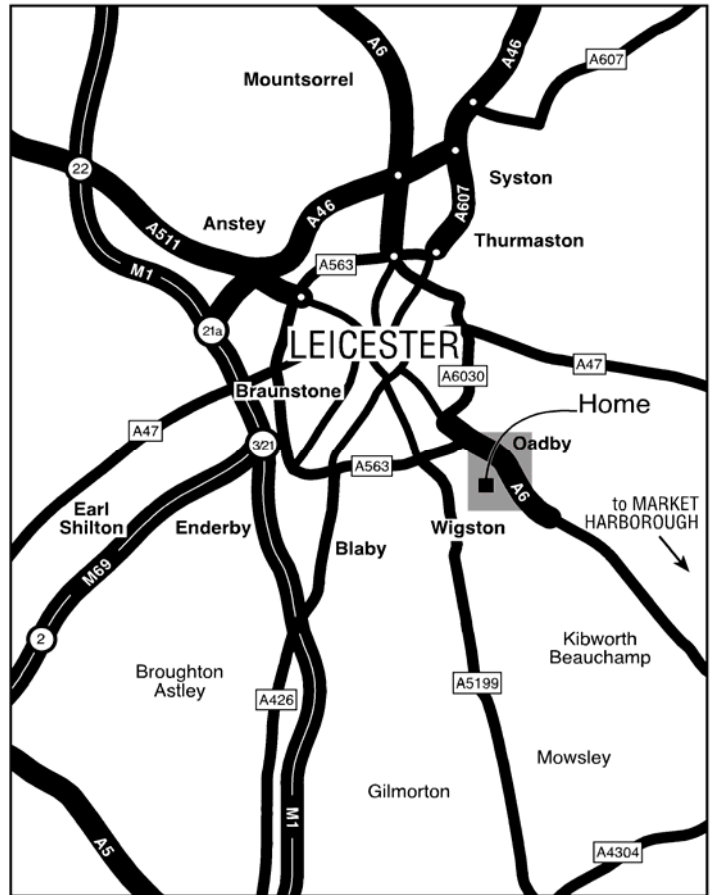 A6
A46
A607
Mountsorrel
22
Syston
A46
A607
Anstey
A511
Thurmaston
A563
M1
21a
LEICESTER
A47
A6030
Braunstone
Home
A47
3/21
Oadby
A563
A6
to MARKET
HARBOROUGH
Earl
Shilton
Enderby
Wigston
Blaby
M69
2
Kibworth
Beauchamp
Broughton
Astley
A426
A5199
Mowsley
Gilmorton
M1
A5
A4304